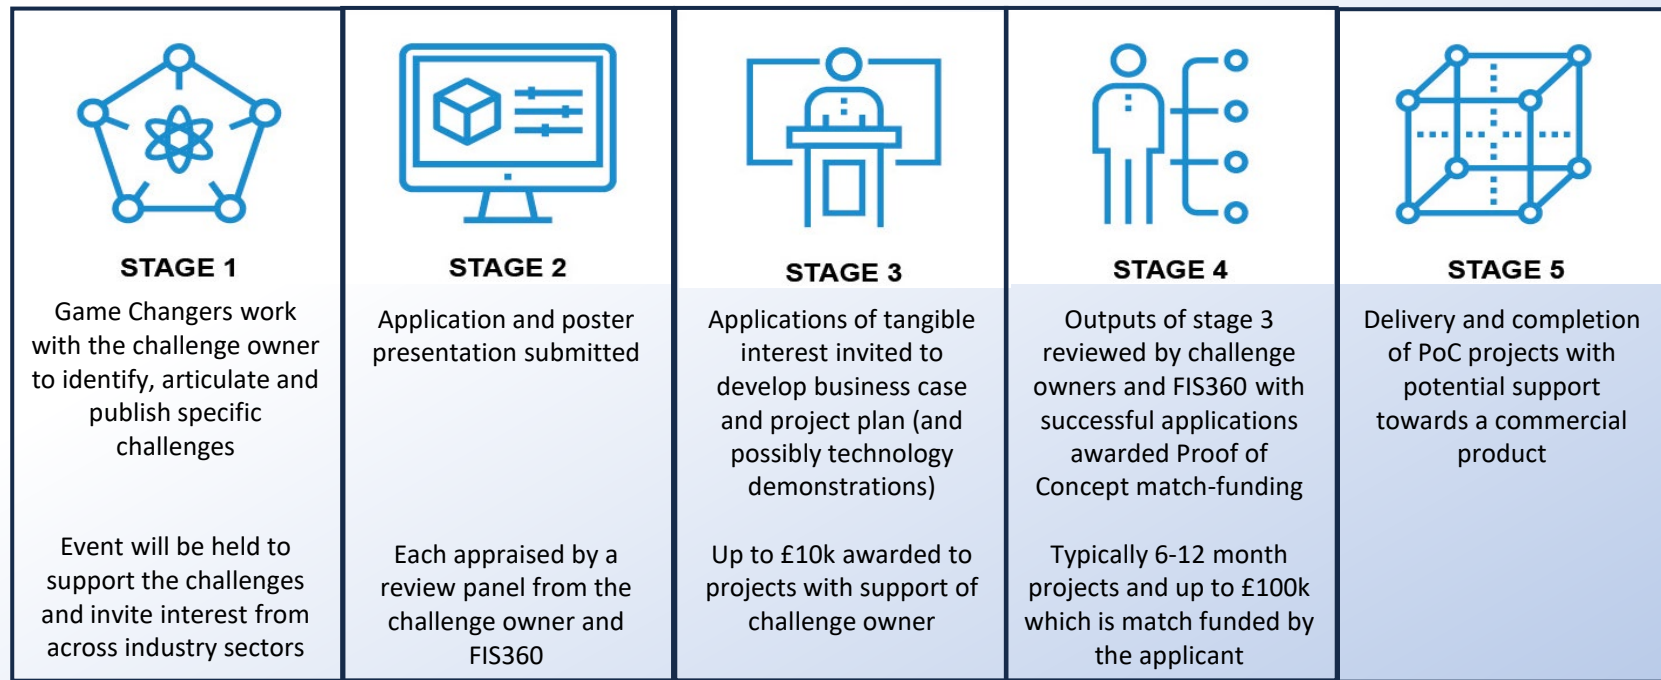 STAGE 1
Game Changers work
with the challenge owner
to identify, articulate and
publish specific
challenges
Event will be held to
support the challenges
and invite interest from
across industry sectors
STAGE 2
Application and poster
presentation submitted
Each appraised by a
review panel from the
challenge owner and
FIS360
STAGE 3
Applications of tangible
interest invited to
develop business case
and project plan (and
possibly technology
demonstrations)
Up to £10k awarded to
projects with support of
challenge owner
STAGE 4
Outputs of stage 3
reviewed by challenge
owners and FIS360 with
successful applications
awarded Proof of
Concept match-funding
Typically 6-12 month
projects and up to £100k
which is match funded by
the applicant
STAGE 5
Delivery and completion
of PoC projects with
potential support
towards a commercial
product